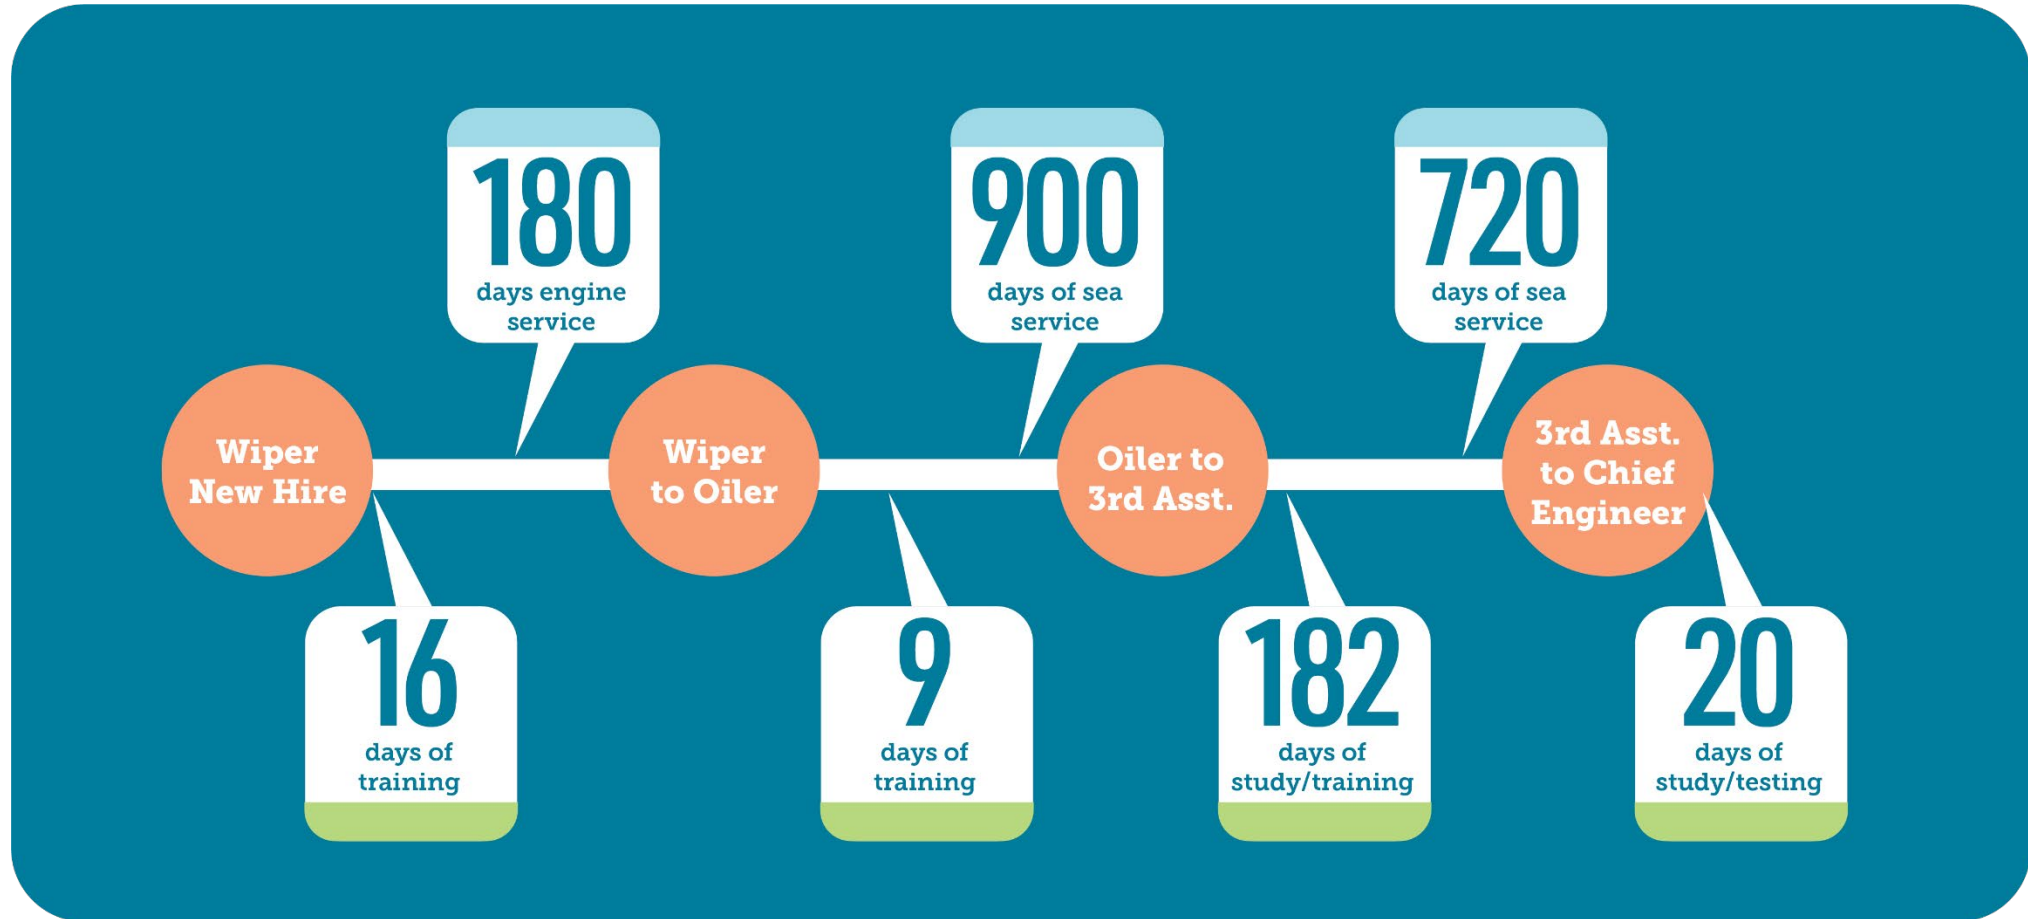 180
days engine
service
900
days of sea
service
720
days of sea
service
Wiper
New Hire
Wiper
to Oiler
Oiler to
3rd Asst.
3rd Asst.
to Chief
Engineer
16
days of
training
9
days of
training
182
days of
study/training
20
days of
study/testing